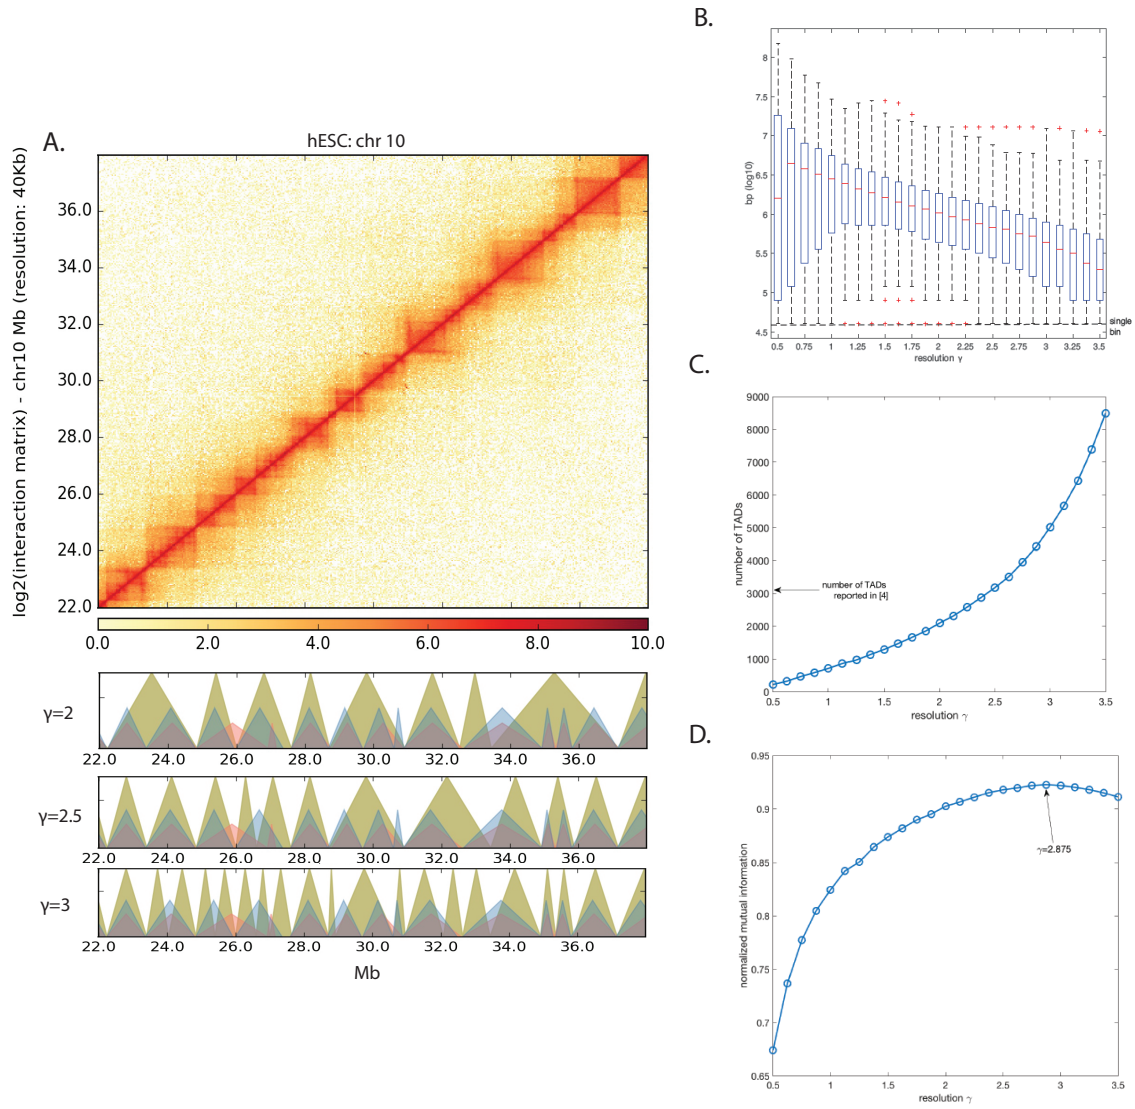 A.
hESC: chr 10
log2(interaction matrix) - chr10 Mb (resolution: 40Kb)
36.0
34.0
32.0
30.0
28.0
26.0
24.0
22.0
0.0 2.0 4.0 6.0 8.0 10.0
γ=2
22.0 24.0 26.0 28.0 30.0 32.0 34.0 36.0
γ=2.5
22.0 24.0 26.0 28.0 30.0 32.0 34.0 36.0
γ=3
22.0 24.0 26.0 28.0 30.0 32.0 34.0 36.0
Mb
B.
bp (log10)
8
7.5
7
6.5
6
5.5
5
4.5
single
bin
0.5 0.75 1 1.25 1.5 1.75 2 2.25 2.5 2.75 3 3.25 3.5
resolution γ
C.
number of TADs
9000
8000
7000
6000
5000
4000
3000
2000
1000
0
number of TADs
reported in [4]
0.5 1 1.5 2 2.5 3 3.5
resolution γ
D.
normalized mutual information
0.95
0.9
0.85
0.8
0.75
0.7
0.65
γ=2.875
0.5 1 1.5 2 2.5 3 3.5
resolution γ